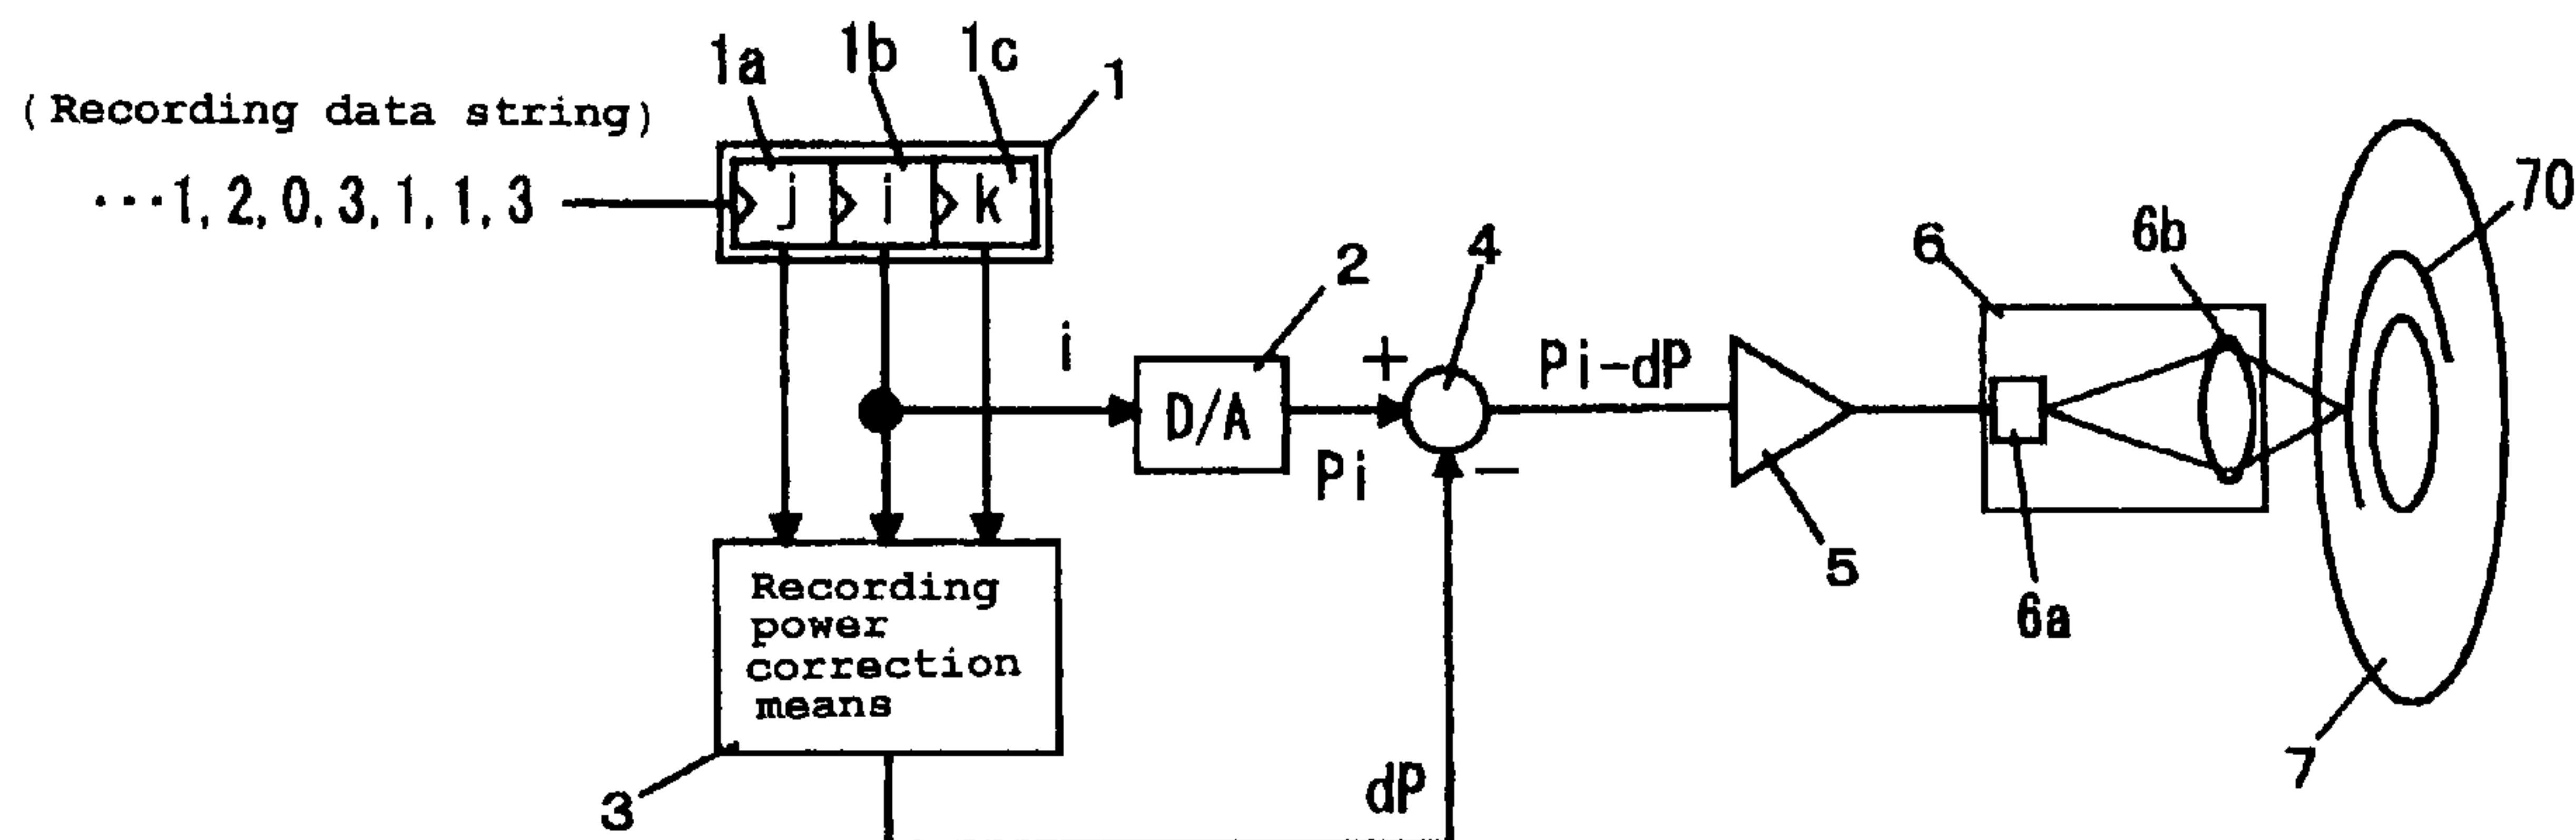 1a 1b 1c 1
(Recording data string)
···1, 2, 0, 3, 1, 1, 3
j i k
70
6 6b
4
2
i
+
Pi-dP
D/A
Pi
−
5
6a
Recording
power
correction
means
dP
7
3